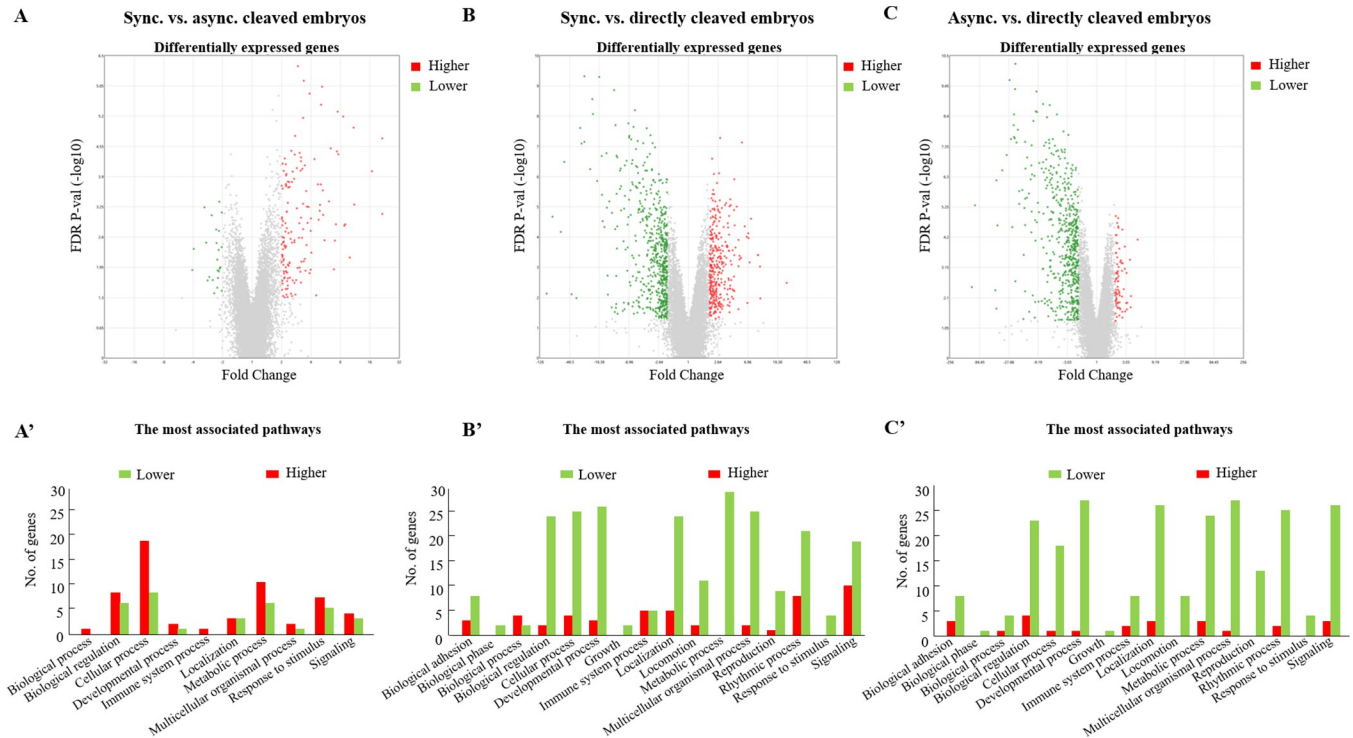 A
Sync. vs. async. cleaved embryos
Differentially expressed genes
Higher
Lower
FDR P-val (-log10)
Fold Change
B
Sync. vs. directly cleaved embryos
Differentially expressed genes
Higher
Lower
FDR P-val (-log10)
Fold Change
C
Async. vs. directly cleaved embryos
Differentially expressed genes
Higher
Lower
FDR P-val (-log10)
Fold Change
A’
The most associated pathways
Lower
Higher
No. of genes
30
25
20
15
10
5
0
Biological process
Biological regulation
Cellular process
Developmental process
Immune system process
Localization
Metabolic process
Multicellular organismal process
Response to stimulus
Signaling
B’
The most associated pathways
Lower
Higher
No. of genes
30
25
20
15
10
5
0
Biological adhesion
Biological phase
Biological process
Biological regulation
Cellular process
Developmental process
Growth
Immune system process
Localization
Locomotion
Metabolic process
Multicellular organismal process
Reproduction
Rhythmic process
Response to stimulus
Signaling
C’
The most associated pathways
Lower
Higher
No. of genes
30
25
20
15
10
5
0
Biological adhesion
Biological phase
Biological process
Biological regulation
Cellular process
Developmental process
Growth
Immune system process
Localization
Locomotion
Metabolic process
Multicellular organismal process
Reproduction
Rhythmic process
Response to stimulus
Signaling